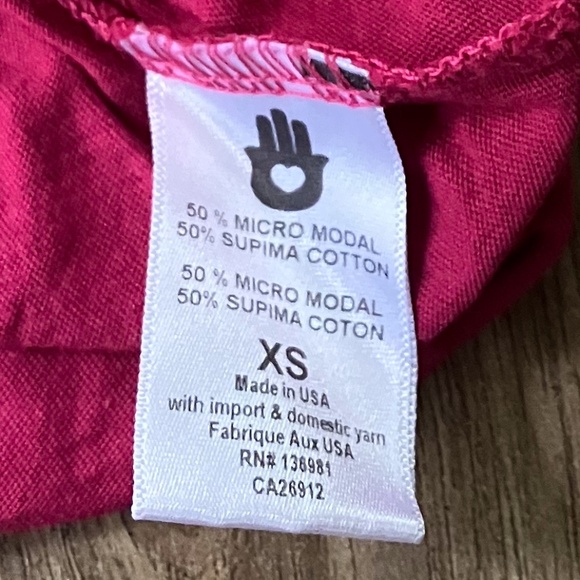 50 % MICRO MODAL
50% SUPIMA COTTON
50 % MICRO MODAL
50% SUPIMA COTON
XS
Made in USA
with import & domestic yarn
Fabrique Aux USA
RN# 136981
CA26912